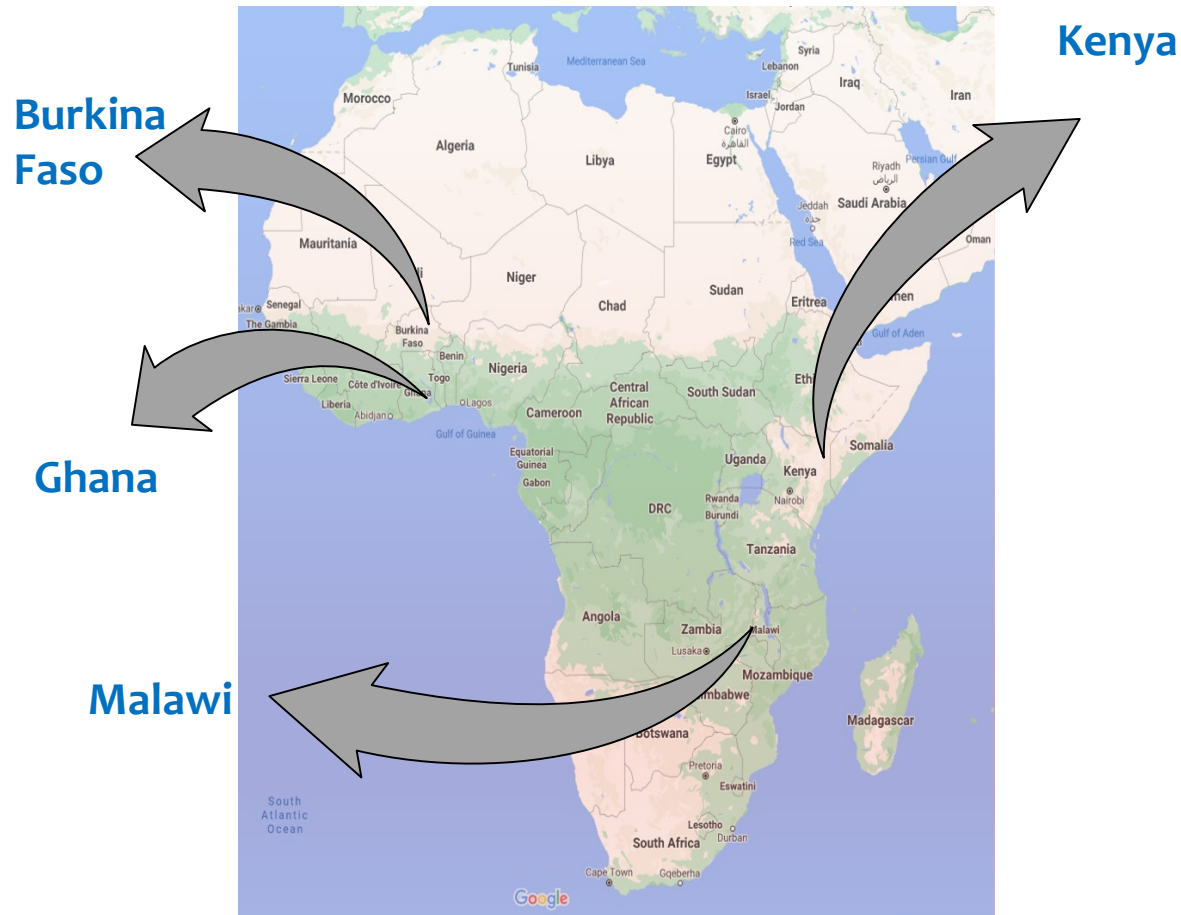 Kenya
Burkina
Faso
Ghana
Malawi
Tunisia
Mediterranean Sea
Syria
Lebanon
Iraq
Iran
Israel
Jordan
Morocco
Cairo
القاهرة
Algeria
Libya
Egypt
Riyadh
الرياض
Persian Gulf
Jeddah
جدة
Saudi Arabia
Red Sea
Oman
Mauritania
Niger
Chad
Sudan
Eritrea
Senegal
The Gambia
Gulf of Aden
Burkina
Faso
Benin
Nigeria
Togo
Sierra Leone
Côte d'Ivoire
Ghana
Lagos
Liberia
Abidjan
Gulf of Guinea
Cameroon
Central
African
Republic
South Sudan
Somalia
Equatorial
Guinea
Gabon
Uganda
Kenya
Nairobi
DRC
Rwanda
Burundi
Tanzania
Angola
Zambia
Malawi
Lusaka
Mozambique
Madagascar
Botswana
Pretoria
Eswatini
South
Atlantic
Ocean
Lesotho
Durban
South Africa
Cape Town
Gqeberha
Google